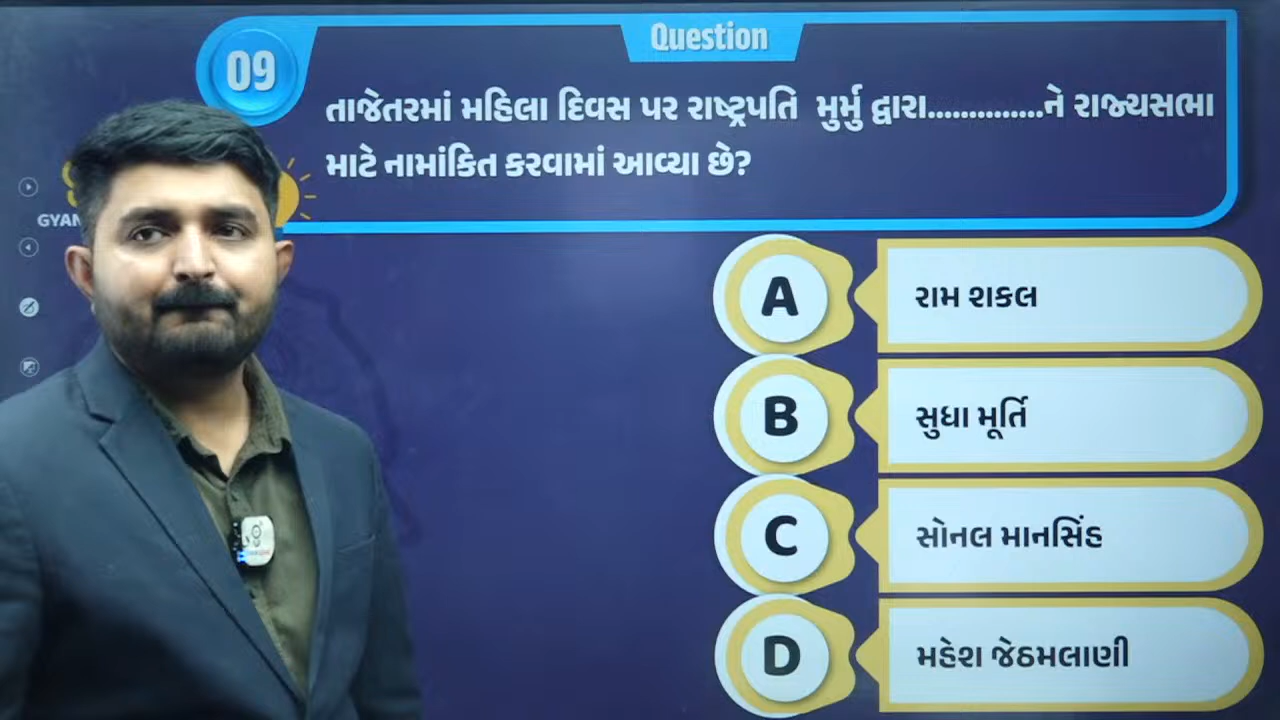 Question
09
તાજેતરમાં મહિલા દિવસ પર રાષ્ટ્રપતિ મુર્મુ દ્વારા..............ને રાજ્યસભા
માટે નામાંકિત કરવામાં આવ્યા છે?
A
રામ શકલ
B
સુધા મૂર્તિ
C
સોનલ માનસિંહ
D
મહેશ જેઠમલાણી